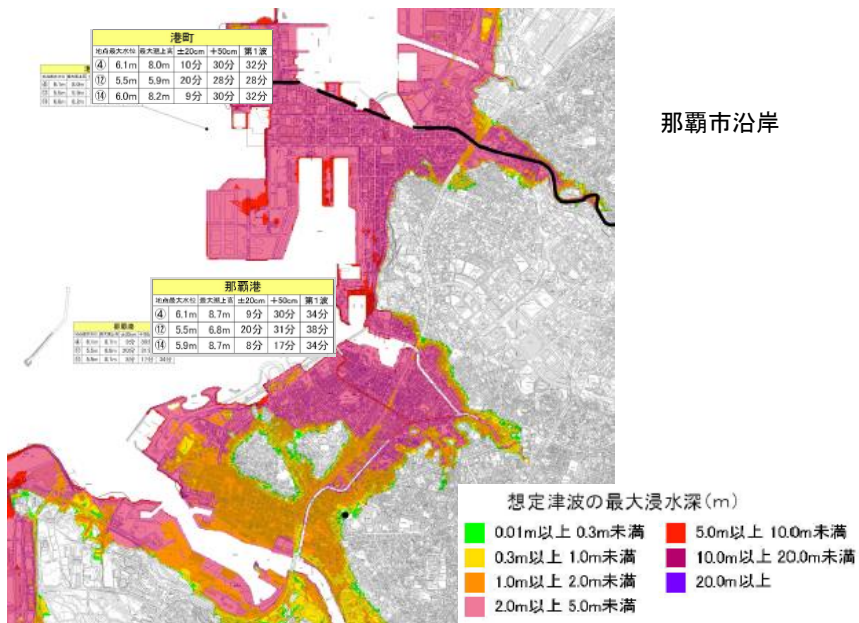 港町
地点 最大水位 最大遡上高 ±20cm +50cm 第1波
④ 6.1m 8.0m 10分 30分 32分
⑫ 5.5m 5.9m 20分 28分 28分
⑭ 6.0m 8.2m 9分 30分 32分
那覇市沿岸
那覇港
地点 最大水位 最大遡上高 ±20cm +50cm 第1波
④ 6.1m 8.7m 9分 30分 34分
⑫ 5.5m 6.8m 20分 31分 38分
⑭ 5.9m 8.7m 8分 17分 34分
那覇港
想定津波の最大浸水深(m)
0.01m以上 0.3m未満
0.3m以上 1.0m未満
1.0m以上 2.0m未満
2.0m以上 5.0m未満
5.0m以上 10.0m未満
10.0m以上 20.0m未満
20.0m以上